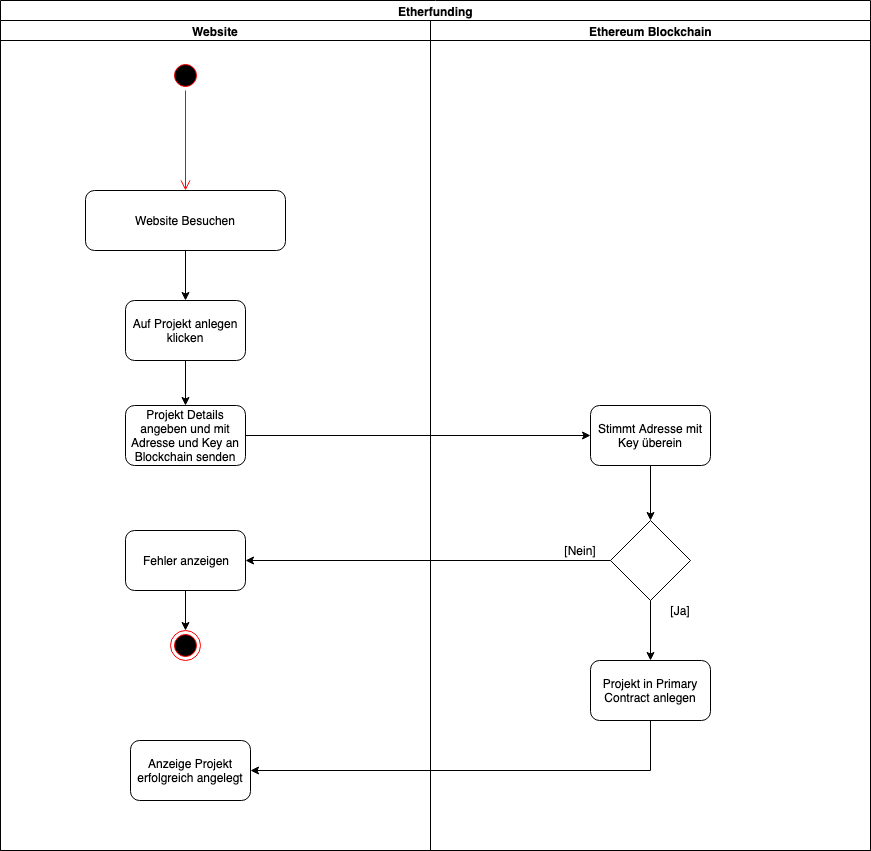 Etherfunding
Website
Ethereum Blockchain
Website Besuchen
Auf Projekt anlegen
klicken
Projekt Details
angeben und mit
Adresse und Key an
Blockchain senden
Stimmt Adresse mit
Key überein
[Nein]
Fehler anzeigen
[Ja]
Projekt in Primary
Contract anlegen
Anzeige Projekt
erfolgreich angelegt